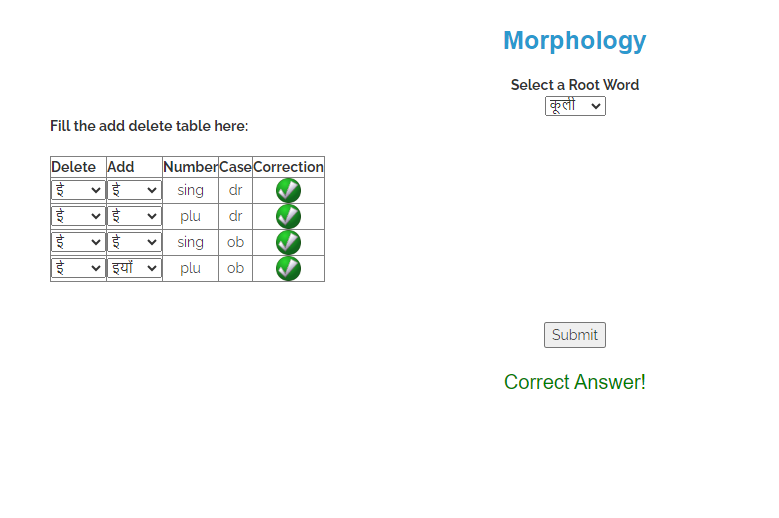 Morphology
Select a Root Word
कूली
Fill the add delete table here:
Delete Add Number Case Correction
ई ई sing dr
ई ई plu dr
ई ई sing ob
ई इयों plu ob
Submit
Correct Answer!